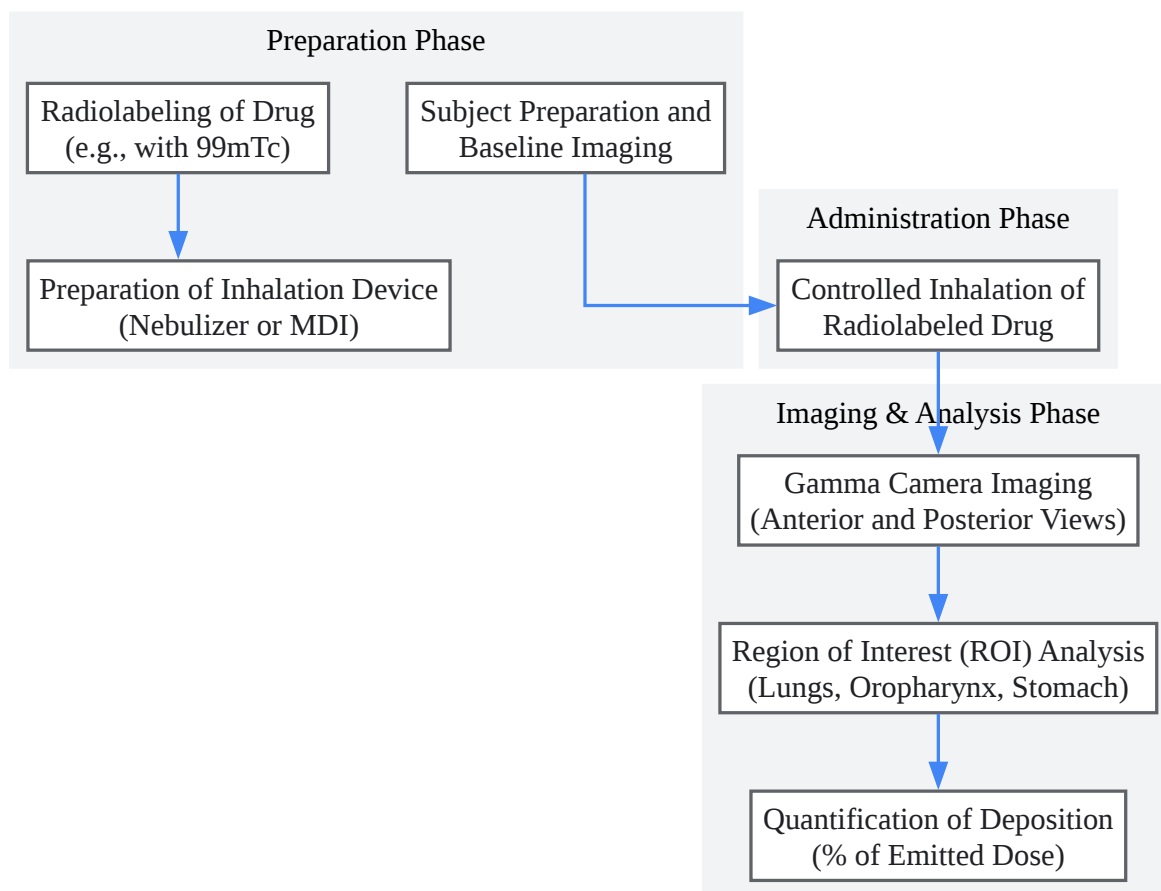 Preparation Phase
Radiolabeling of Drug
(e.g., with 99mTc)
Subject Preparation and
Baseline Imaging
Preparation of Inhalation Device
(Nebulizer or MDI)
Administration Phase
Controlled Inhalation of
Radiolabeled Drug
Imaging & Analysis Phase
Gamma Camera Imaging
(Anterior and Posterior Views)
Region of Interest (ROI) Analysis
(Lungs, Oropharynx, Stomach)
Quantification of Deposition
(% of Emitted Dose)